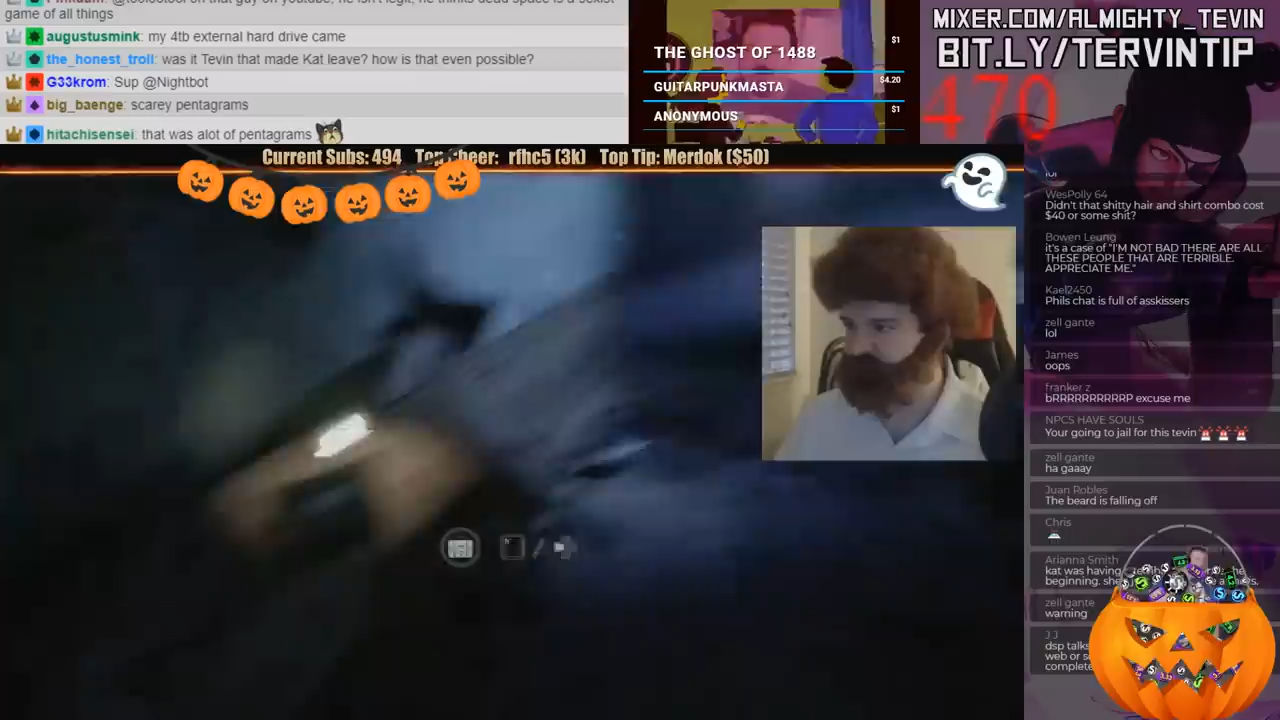 game of all things
augustusmink: my 4tb external hard drive came
the_honest_troll: was it Tevin that made Kat leave? how is that even possible?
G33krom: Sup @Nightbot
big_baenge: scarey pentagrams
hitachisensei: that was alot of pentagrams
THE GHOST OF 1488 $1
GUITARPUNKMASTA $4.20
ANONYMOUS $1
MIXER.COM/ALMIGHTY_TEVIN
BIT.LY/TERVINTIP
470
Current Subs: 494 Top Cheer: rfhc5 (3k) Top Tip: Merdok ($50)
lol
WesPolly 64
Didn't that shitty hair and shirt combo cost
$40 or some shit?
Bowen Leung
it's a case of "I'M NOT BAD THERE ARE ALL
THESE PEOPLE THAT ARE TERRIBLE.
APPRECIATE ME."
Kael2450
Phils chat is full of asskissers
zell gante
lol
James
oops
franker z
bRRRRRRRRRRP excuse me
NPCS HAVE SOULS
Your going to jail for this tevin
zell gante
ha gaaay
Juan Robles
The beard is falling off
Chris
Arianna Smith
kat was having
beginning.
zell gante
warning
J J
dsp talks
web or
complete